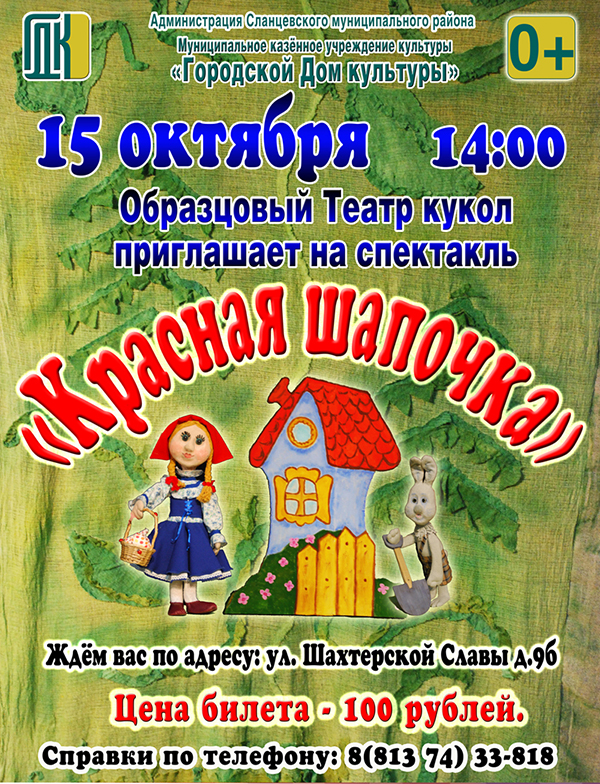 ГДК
Администрация Сланцевского муниципального района
Муниципальное казённое учреждение культуры
«Городской Дом культуры»
0+
15 октября 14:00
Образцовый Театр кукол
приглашает на спектакль
«Красная шапочка»
Ждём вас по адресу: ул. Шахтерской Славы д.9б
Цена билета - 100 рублей.
Справки по телефону: 8(813 74) 33-818